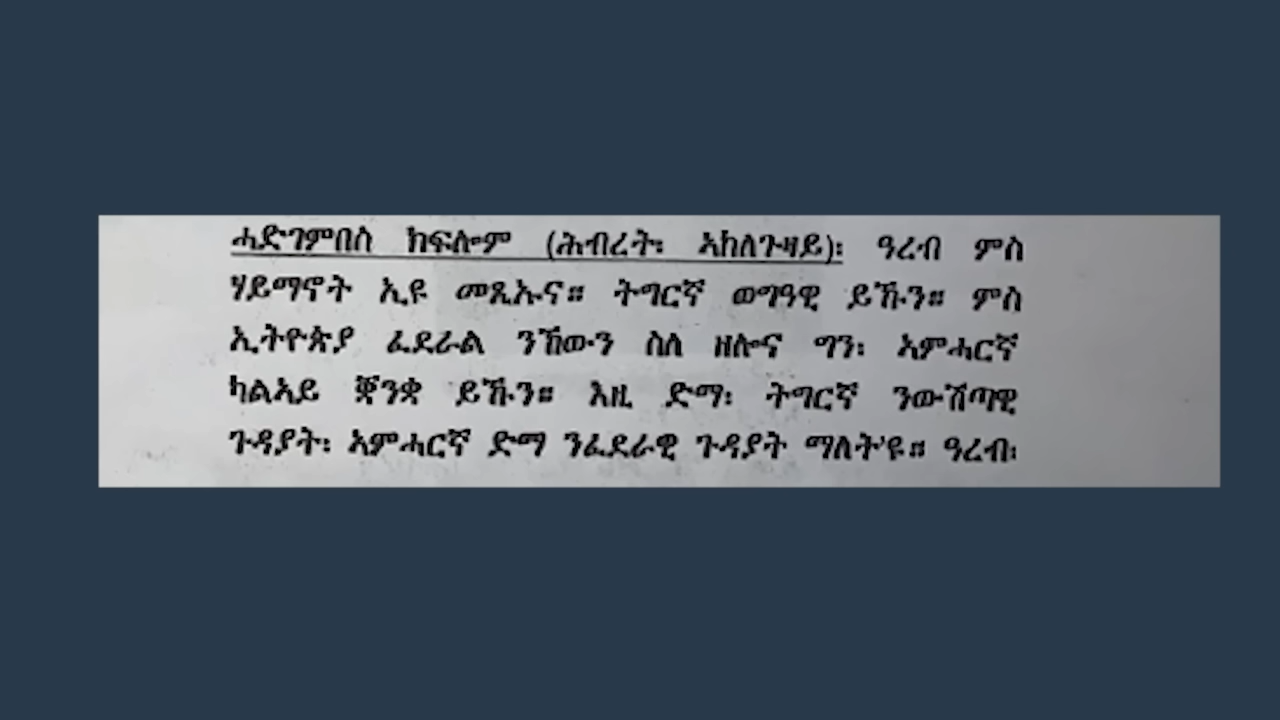 ሓድገምበስ ክፍሎም (ሕብረት፡ ኣከለጉዛይ)፡ ዓረብ ምስ
ሃይማኖት ኢዩ መጺኡና። ትግርኛ ወግዓዊ ይኹን። ምስ
ኢትዮጵያ ፈደራል ንኸውን ስለ ዘሎና ግን፡ ኣምሓርኛ
ካልኣይ ቛንቋ ይኹን። እዚ ድማ፡ ትግርኛ ንውሽጣዊ
ጉዳያት፡ ኣምሓርኛ ድማ ንፈደራዊ ጉዳያት ማለት'ዩ። ዓረብ፡